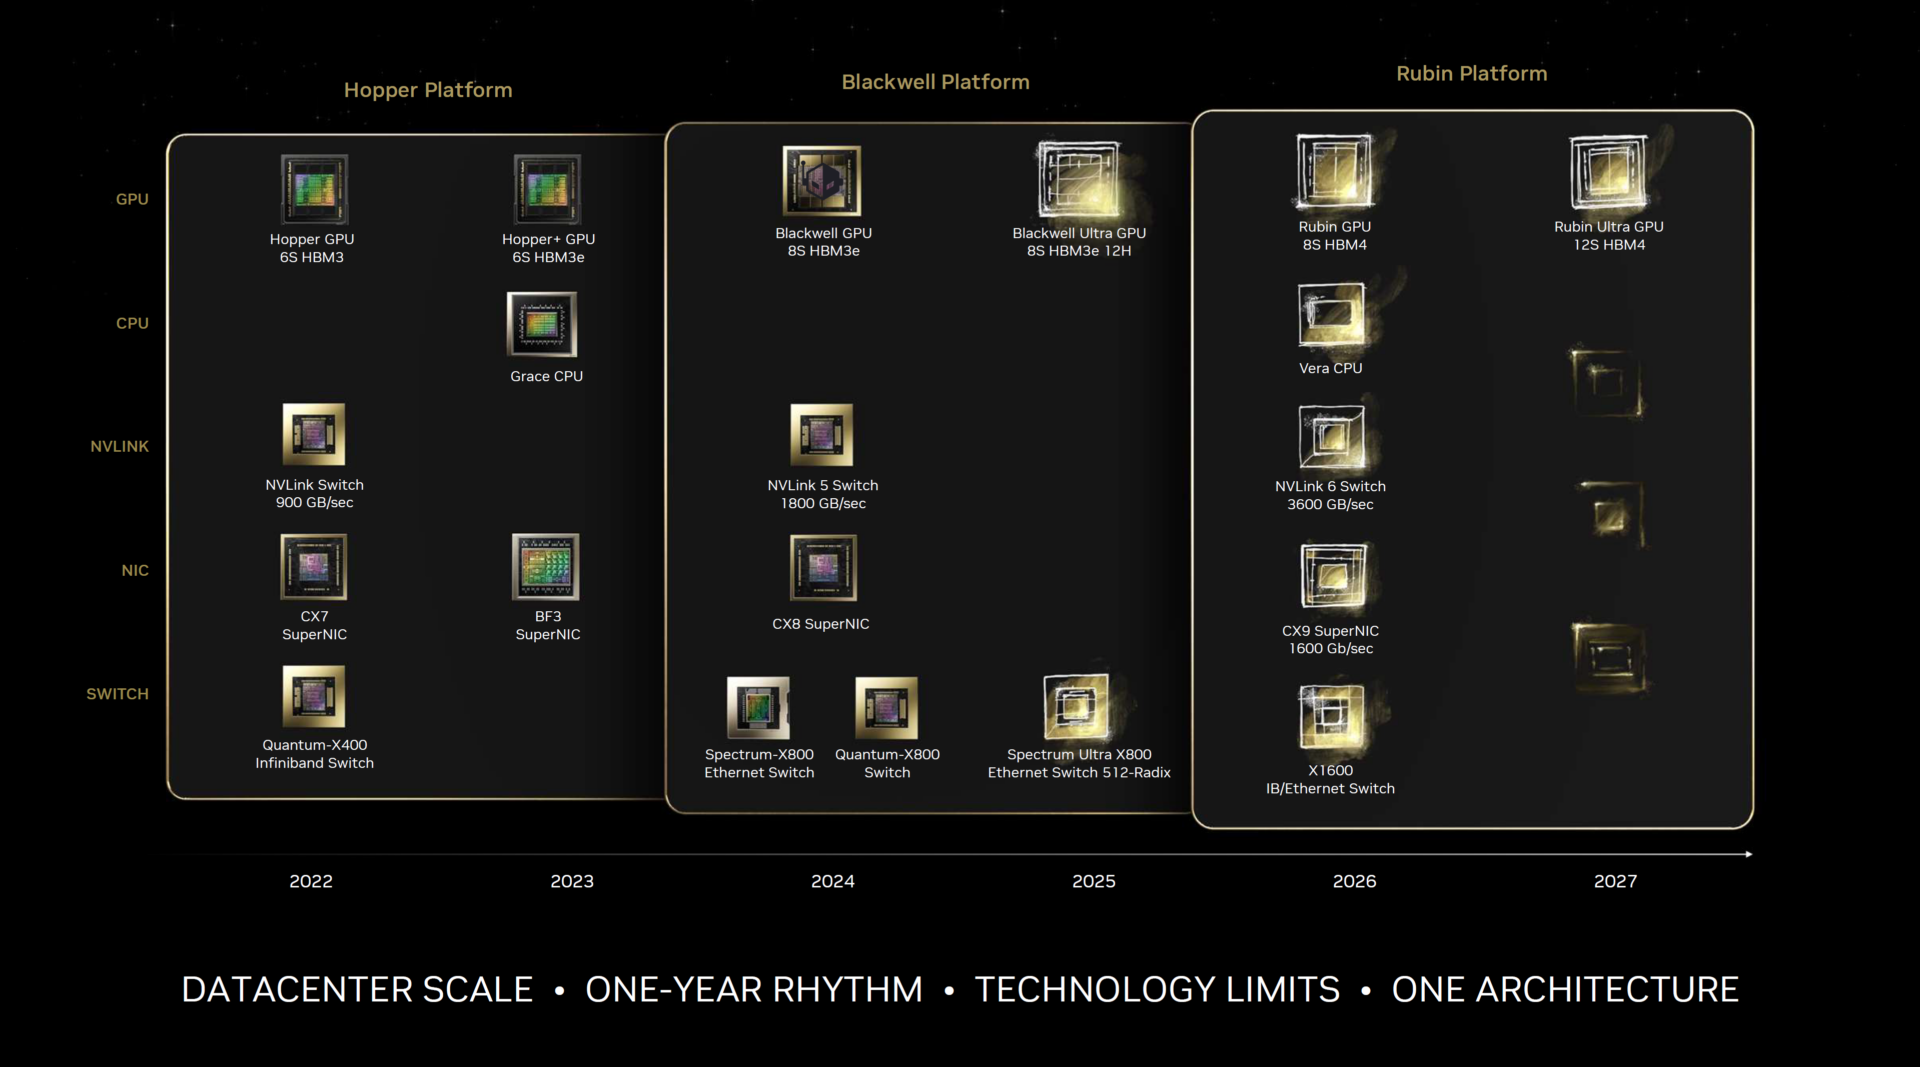 Hopper Platform
Blackwell Platform
Rubin Platform
GPU
Hopper GPU
6S HBM3
Hopper+ GPU
6S HBM3e
Blackwell GPU
8S HBM3e
Blackwell Ultra GPU
8S HBM3e 12H
Rubin GPU
8S HBM4
Rubin Ultra GPU
12S HBM4
CPU
Grace CPU
Vera CPU
NVLINK
NVLink Switch
900 GB/sec
NVLink 5 Switch
1800 GB/sec
NVLink 6 Switch
3600 GB/sec
NIC
CX7
SuperNIC
BF3
SuperNIC
CX8 SuperNIC
CX9 SuperNIC
1600 Gb/sec
SWITCH
Quantum-X400
Infiniband Switch
Spectrum-X800
Ethernet Switch
Quantum-X800
Switch
Spectrum Ultra X800
Ethernet Switch 512-Radix
X1600
IB/Ethernet Switch
2022
2023
2024
2025
2026
2027
DATACENTER SCALE • ONE-YEAR RHYTHM • TECHNOLOGY LIMITS • ONE ARCHITECTURE